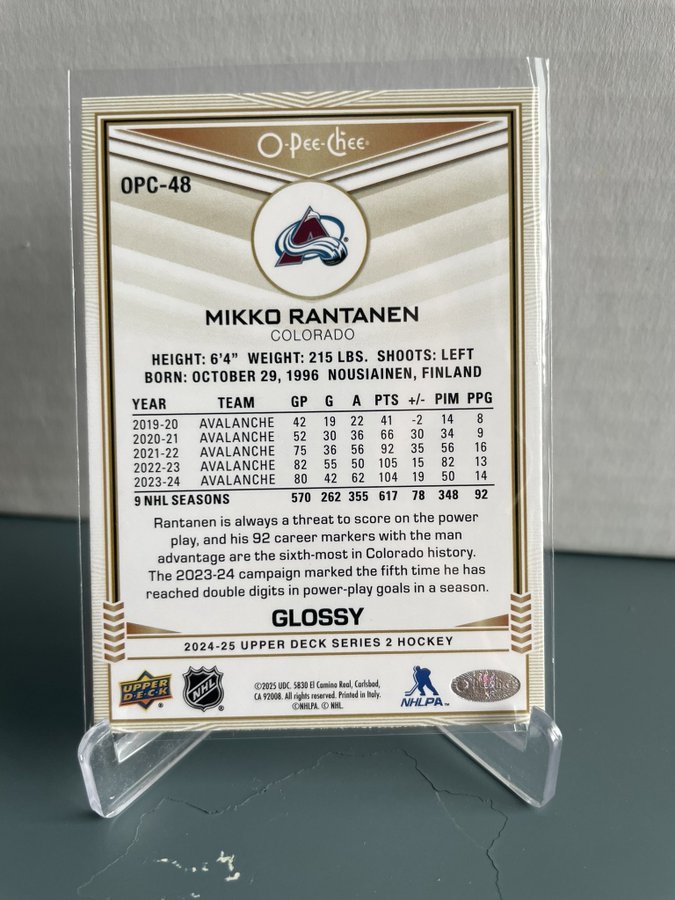 O-Pee-Chee
OPC-48
MIKKO RANTANEN
COLORADO
HEIGHT: 6'4" WEIGHT: 215 LBS. SHOOTS: LEFT
BORN: OCTOBER 29, 1996 NOUSIAINEN, FINLAND
YEAR TEAM GP G A PTS +/- PIM PPG
2019-20 AVALANCHE 42 19 22 41 -2 14 8
2020-21 AVALANCHE 52 30 36 66 30 34 9
2021-22 AVALANCHE 75 36 56 92 35 56 16
2022-23 AVALANCHE 82 55 50 105 15 82 13
2023-24 AVALANCHE 80 42 62 104 19 50 14
9 NHL SEASONS 570 262 355 617 78 348 92
Rantanen is always a threat to score on the power
play, and his 92 career markers with the man
advantage are the sixth-most in Colorado history.
The 2023-24 campaign marked the fifth time he has
reached double digits in power-play goals in a season.
GLOSSY
2024-25 UPPER DECK SERIES 2 HOCKEY
UPPER DECK
NHL
©2025 UDC. 5830 El Camino Real, Carlsbad,
CA 92008. All rights reserved. Printed in Italy.
©NHLPA. © NHL.
NHLPA
O-Pee-Chee